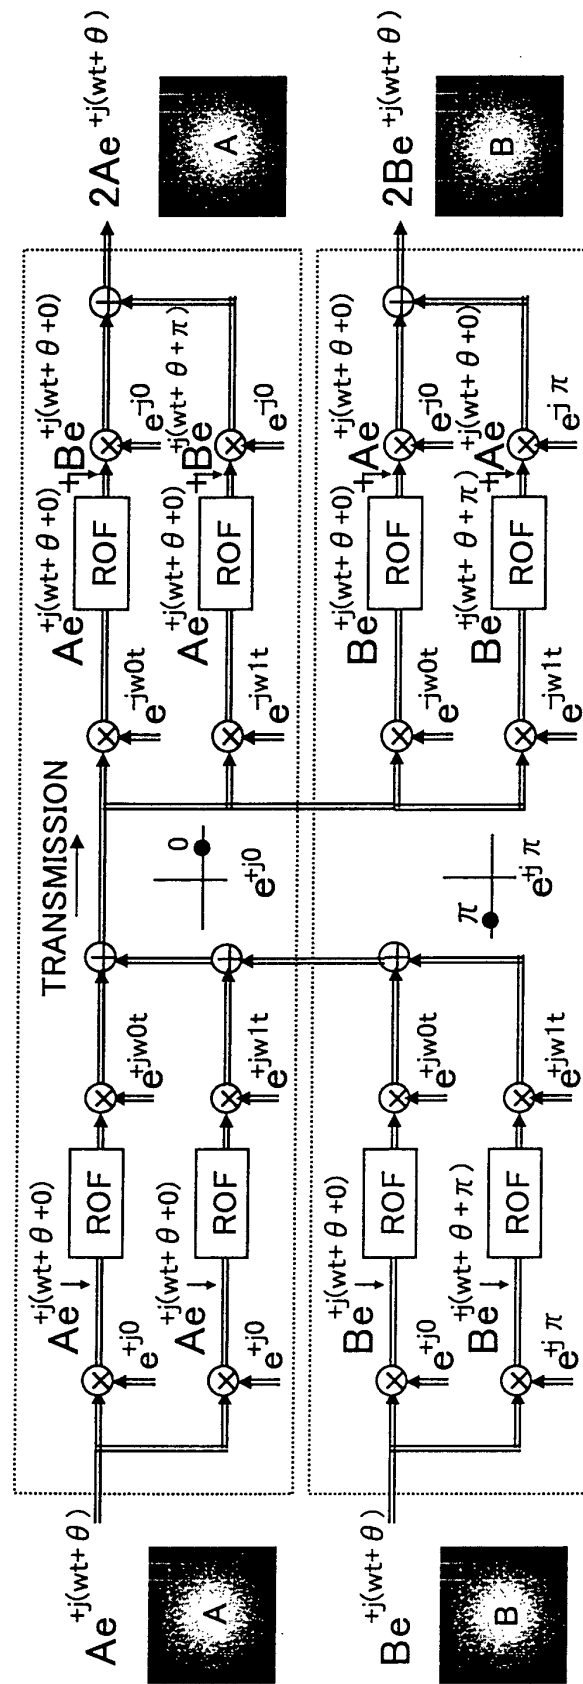 TRANSMISSION
Ae +j(wt+ θ)
A
e +j0
Ae +j(wt+ θ +0)
ROF
e +jw0t
e -jw0t
Ae +j(wt+ θ +0)
ROF
+Be +j(wt+ θ +0)
e -j0
2Ae +j(wt+ θ)
A
e +j0
Ae +j(wt+ θ +0)
ROF
e +jw1t
0
e +j0
e -jw1t
Ae +j(wt+ θ +0)
ROF
+Be +j(wt+ θ + π)
e -j0
Be +j(wt+ θ)
B
e +j0
Be +j(wt+ θ +0)
ROF
e +jw0t
e -jw0t
Be +j(wt+ θ +0)
ROF
+Ae +j(wt+ θ +0)
e -j0
2Be +j(wt+ θ)
B
e +j π
Be +j(wt+ θ + π)
ROF
e +jw1t
π
e +j π
e -jw1t
Be +j(wt+ θ + π)
ROF
+Ae +j(wt+ θ +0)
e -j π